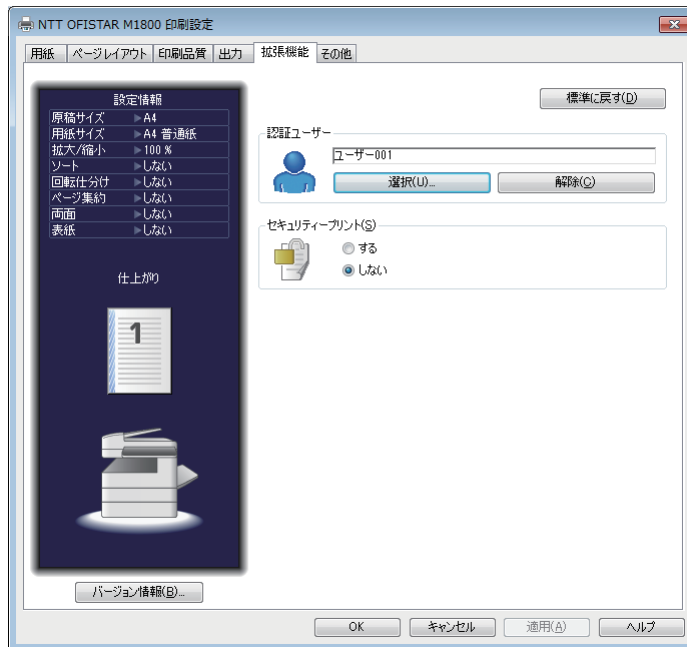 NTT OFISTAR M1800 印刷設定
用紙 ページレイアウト 印刷品質 出力 拡張機能 その他
設定情報
原稿サイズ ▶A4
用紙サイズ ▶A4 普通紙
拡大/縮小 ▶100 %
ソート ▶しない
回転仕分け ▶しない
ページ集約 ▶しない
両面 ▶しない
表紙 ▶しない
仕上がり
1
バージョン情報(B)...
標準に戻す(D)
認証ユーザー
ユーザー001
選択(U)... 解除(C)
セキュリティープリント(S)
する
しない
OK キャンセル 適用(A) ヘルプ